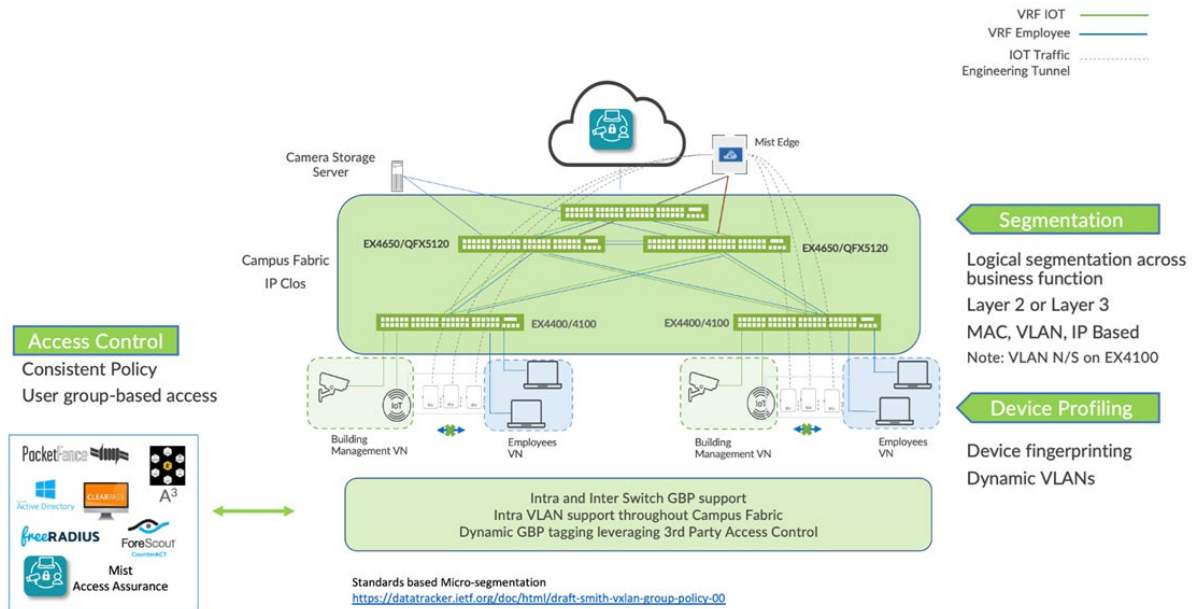 VRF IOT
VRF Employee
IOT Traffic
Engineering Tunnel
Mist Edge
Camera Storage
Server
EX4650/QFX5120
EX4650/QFX5120
Campus Fabric
IP Clos
EX4400/4100
EX4400/4100
Segmentation
Logical segmentation across
business function
Layer 2 or Layer 3
MAC, VLAN, IP Based
Note: VLAN N/S on EX4100
Access Control
Consistent Policy
User group-based access
IoT
Building
Management VN
Employees
VN
IoT
Building
Management VN
Employees
VN
Device Profiling
Device fingerprinting
Dynamic VLANs
PacketFence
A³
Active Directory
CLEARPASS
freeRADIUS
ForeScout
CounterACT
Mist
Access Assurance
Intra and Inter Switch GBP support
Intra VLAN support throughout Campus Fabric
Dynamic GBP tagging leveraging 3rd Party Access Control
Standards based Micro-segmentation
https://datatracker.ietf.org/doc/html/draft-smith-vxlan-group-policy-00